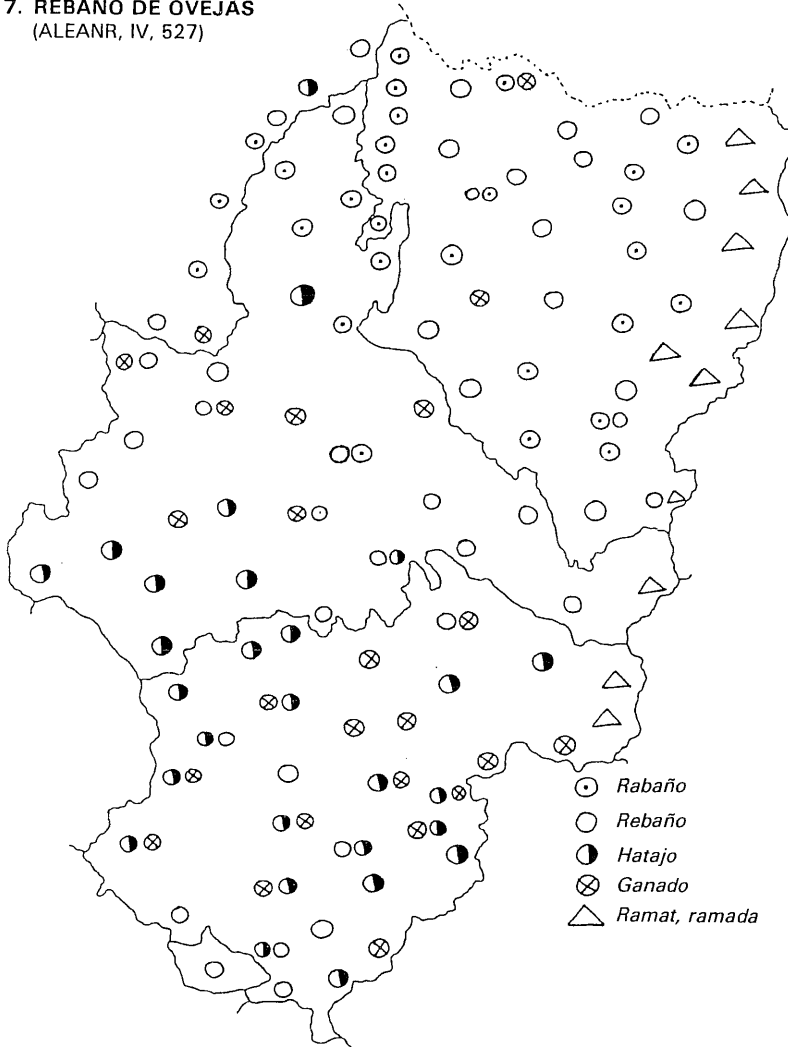 7. REBAÑO DE OVEJAS
(ALEANR, IV, 527)
Rabaño
Rebaño
Hatajo
Ganado
Ramat, ramada